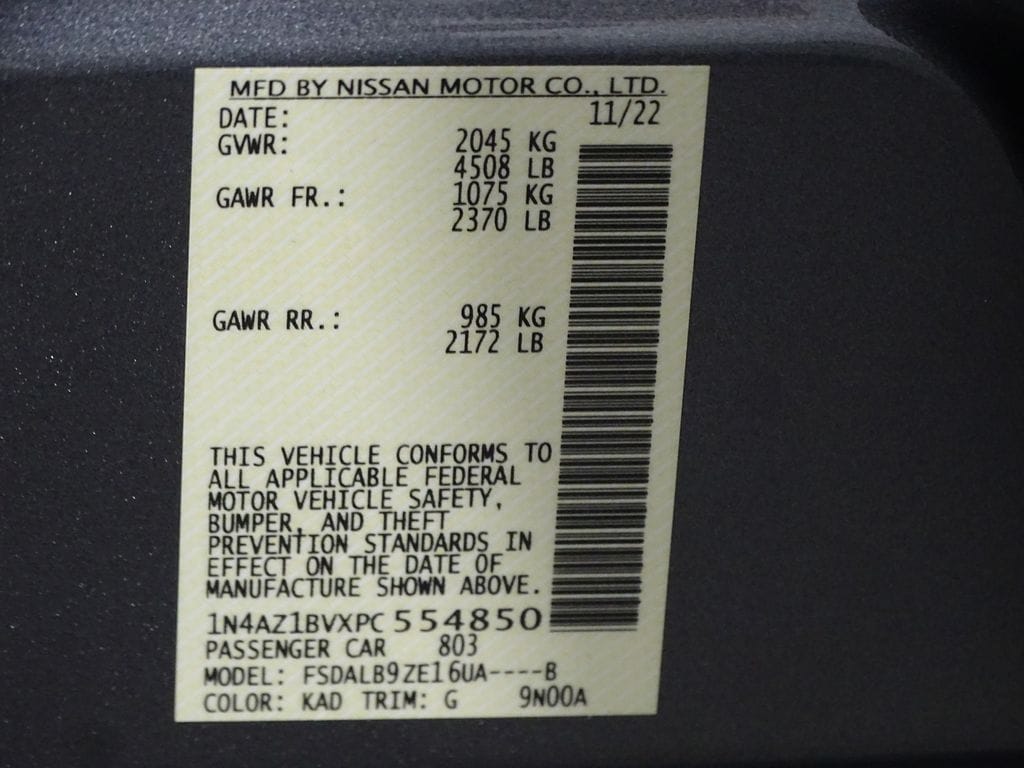 MFD BY NISSAN MOTOR CO., LTD.
DATE: 11/22
GVWR: 2045 KG
4508 LB
GAWR FR.: 1075 KG
2370 LB
GAWR RR.: 985 KG
2172 LB
THIS VEHICLE CONFORMS TO
ALL APPLICABLE FEDERAL
MOTOR VEHICLE SAFETY,
BUMPER, AND THEFT
PREVENTION STANDARDS IN
EFFECT ON THE DATE OF
MANUFACTURE SHOWN ABOVE.
1N4AZ1BVXPC554850
PASSENGER CAR 803
MODEL: FSDALB9ZE16UA----B
COLOR: KAD TRIM: G 9N00A